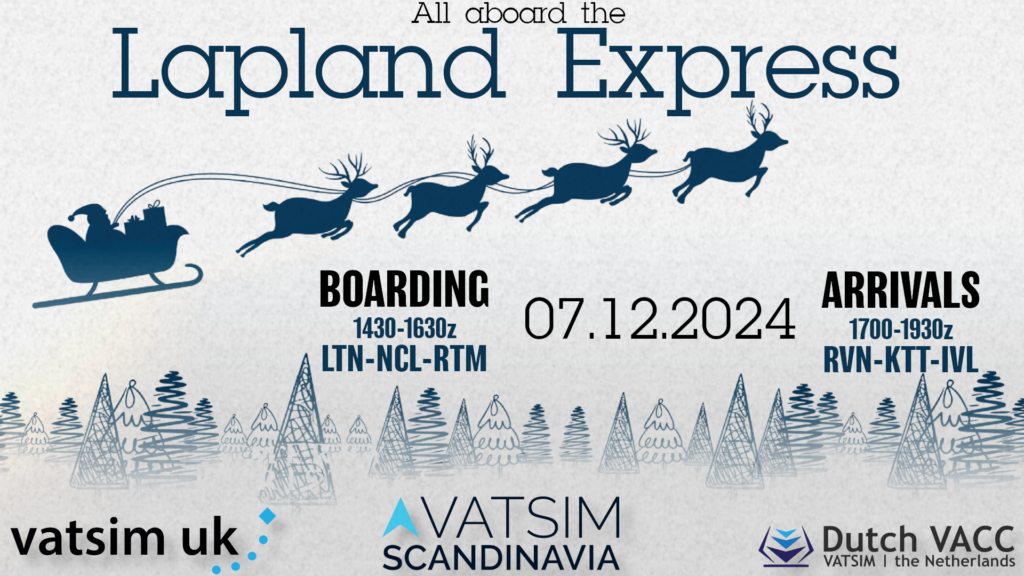 All aboard the
Lapland Express
BOARDING
1430-1630z
LTN-NCL-RTM
07.12.2024
ARRIVALS
1700-1930z
RVN-KTT-IVL
vatsim uk
VATSIM
SCANDINAVIA
Dutch VACC
VATSIM | the Netherlands